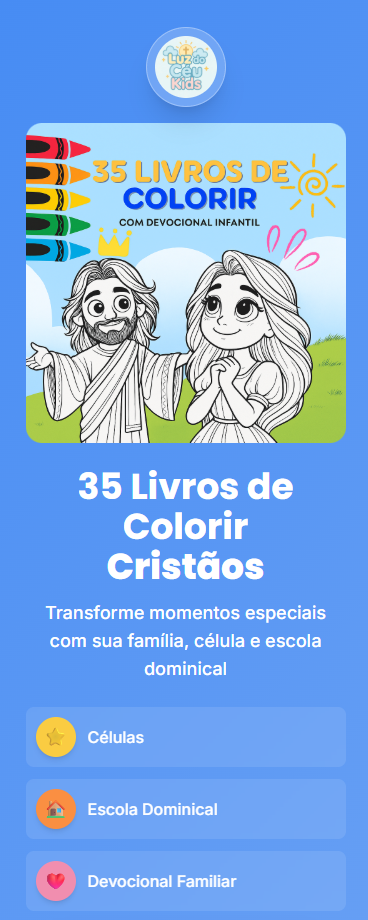 Luz do
Céu
Kids
35 LIVROS DE
COLORIR
COM DEVOCIONAL INFANTIL
35 Livros de
Colorir
Cristãos
Transforme momentos especiais
com sua família, célula e escola
dominical
Células
Escola Dominical
Devocional Familiar